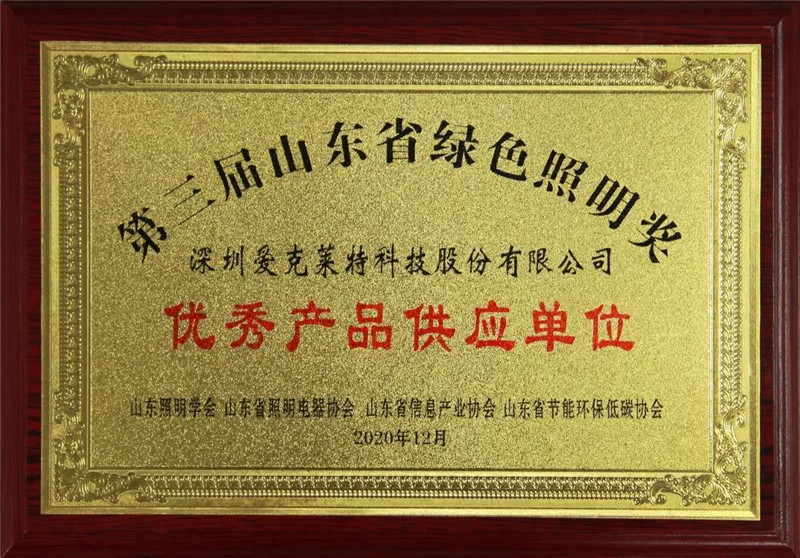 第三届山东省绿色照明奖
深圳爱克莱特科技股份有限公司
优秀产品供应单位
山东照明学会 山东省照明电器协会 山东省信息产业协会 山东省节能环保低碳协会
2020年12月